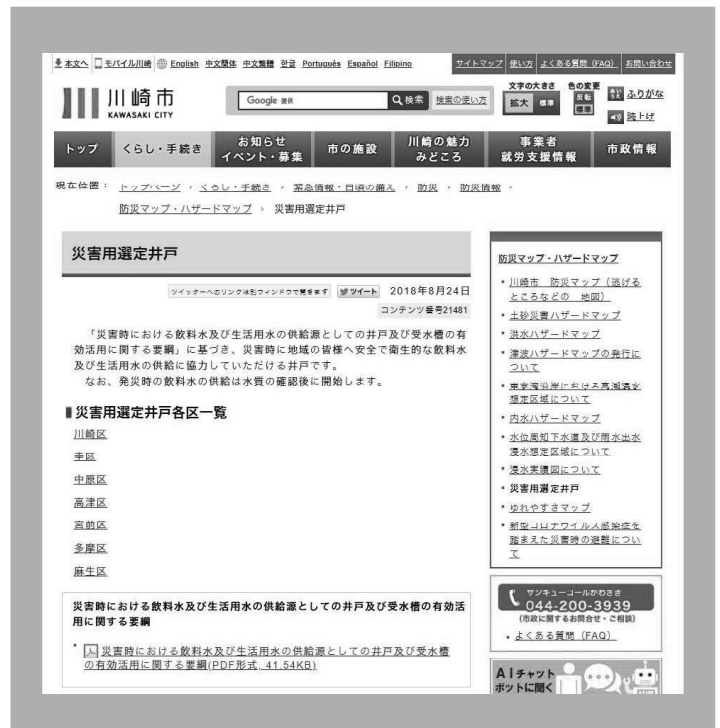 本文へ モバイル川崎 English 中文簡体 中文繁體 한글 Português Español Filipino サイトマップ 使い方 よくある質問（FAQ） お問い合わせ
川崎市
KAWASAKI CITY
Google 提供 検索 検索の使い方
文字の大きさ 色の変更
拡大 標準 反転 標準 ふりがな
読上げ
トップ くらし・手続き お知らせ イベント・募集 市の施設 川崎の魅力 みどころ 事業者 就労支援情報 市政情報
現在位置： トップページ › くらし・手続き › 緊急情報・日頃の備え › 防災 › 防災情報 ›
防災マップ・ハザードマップ › 災害用選定井戸
災害用選定井戸
ツイッターへのリンクは別ウィンドウで開きます ツイート 2018年8月24日
コンテンツ番号21481
「災害時における飲料水及び生活用水の供給源としての井戸及び受水槽の有
効活用に関する要綱」に基づき、災害時に地域の皆様へ安全で衛生的な飲料水
及び生活用水の供給に協力していただける井戸です。
なお、発災時の飲料水の供給は水質の確認後に開始します。
災害用選定井戸各区一覧
川崎区
幸区
中原区
高津区
宮前区
多摩区
麻生区
災害時における飲料水及び生活用水の供給源としての井戸及び受水槽の有効活
用に関する要綱
災害時における飲料水及び生活用水の供給源としての井戸及び受水槽
の有効活用に関する要綱(PDF形式, 41.54KB)
防災マップ・ハザードマップ
川崎市 防災マップ（逃げる
ところなどの 地図）
土砂災害ハザードマップ
洪水ハザードマップ
津波ハザードマップの発行に
ついて
東京湾沿岸における高潮浸水
想定区域について
内水ハザードマップ
水位周知下水道及び雨水出水
浸水想定区域について
浸水実績図について
災害用選定井戸
ゆれやすさマップ
新型コロナウイルス感染症を
踏まえた災害時の避難につい
て
サンキューコールかわさき
044-200-3939
(市政に関するお問合せ・ご相談)
よくある質問（FAQ）
AIチャット
ボットに聞く